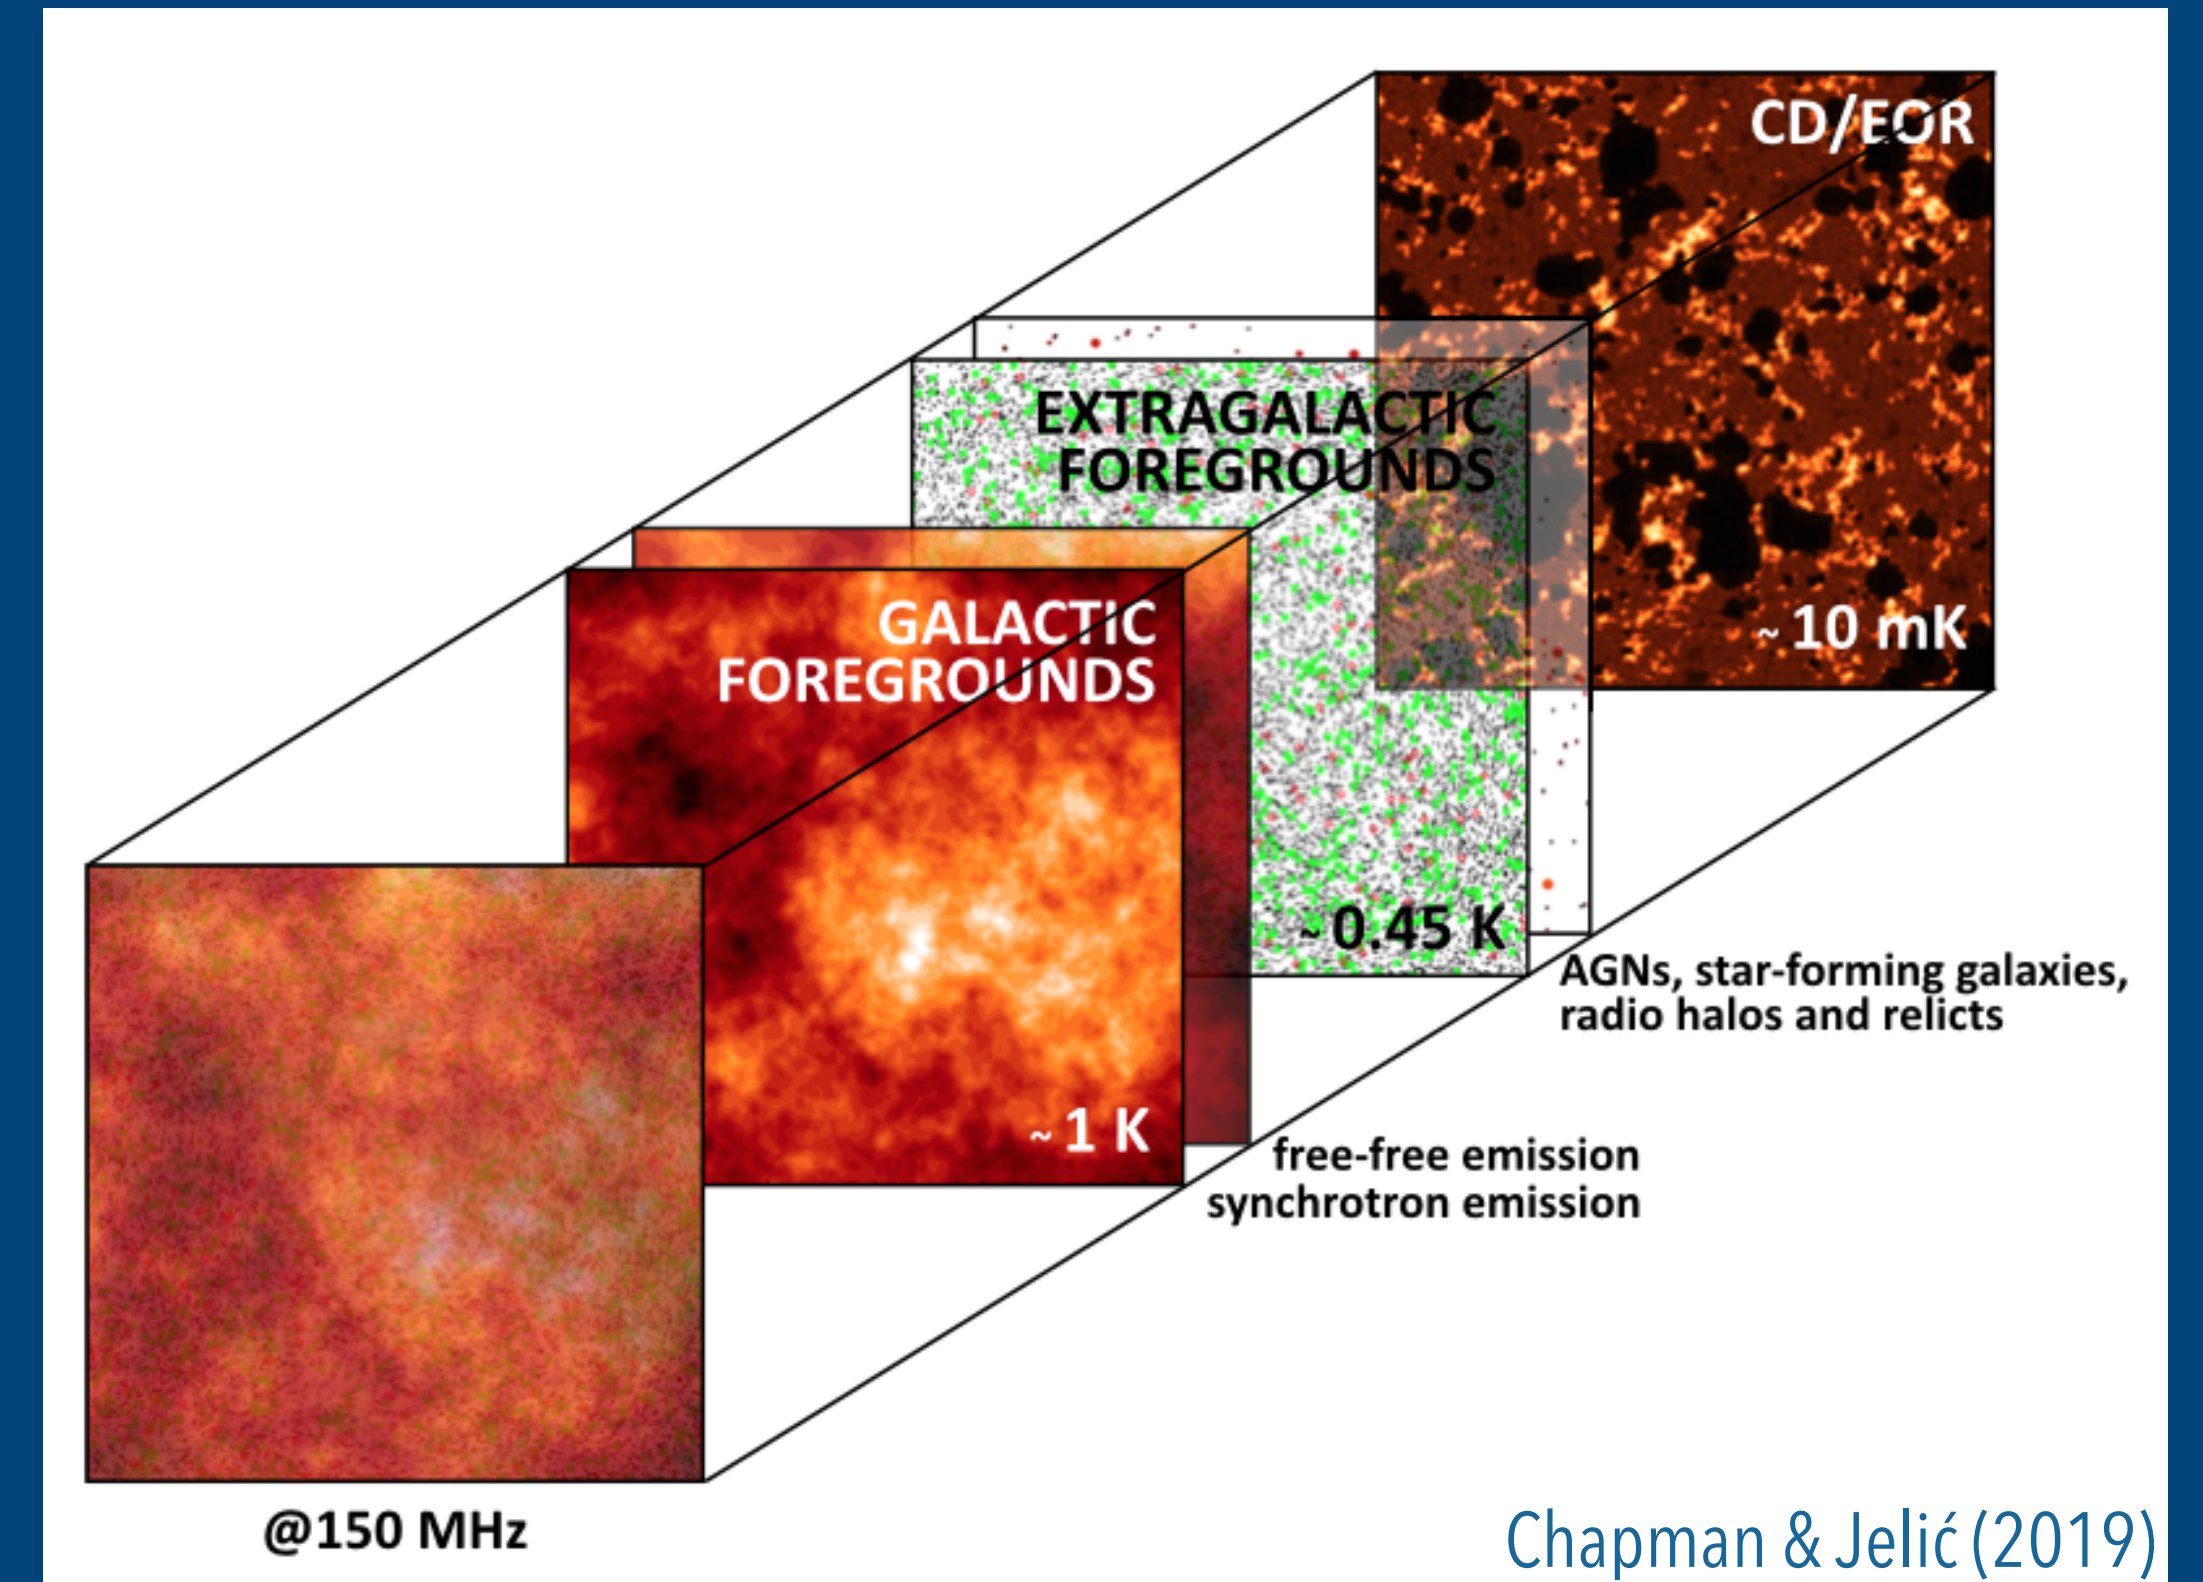 CD/EOR
~ 10 mK
EXTRAGALACTIC
FOREGROUNDS
~ 0.45 K
AGNs, star-forming galaxies,
radio halos and relicts
GALACTIC
FOREGROUNDS
~ 1 K
free-free emission
synchrotron emission
@150 MHz
Chapman & Jelić (2019)